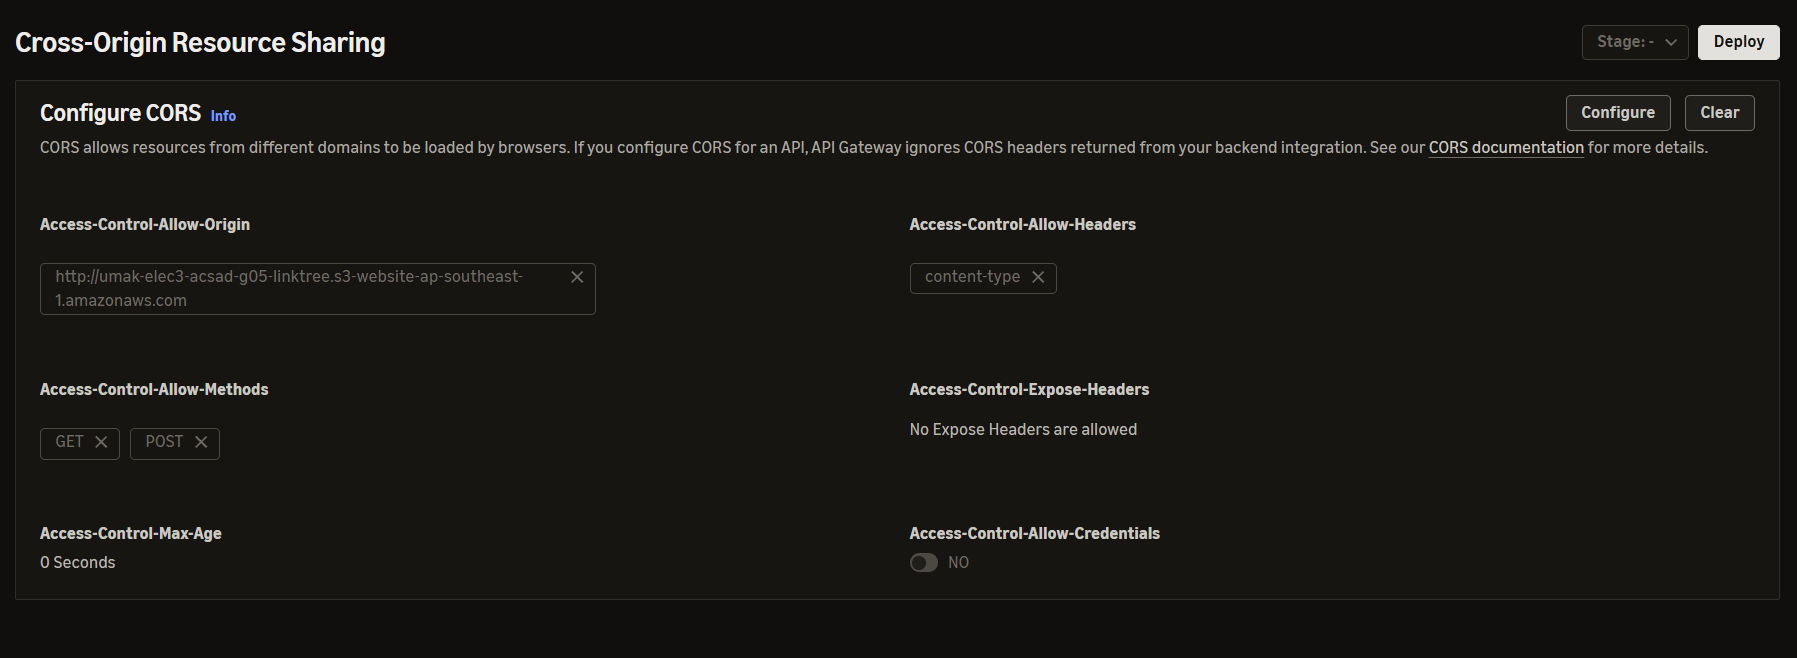 Cross-Origin Resource Sharing
Stage: -
Deploy
Configure CORS Info
Configure
Clear
CORS allows resources from different domains to be loaded by browsers. If you configure CORS for an API, API Gateway ignores CORS headers returned from your backend integration. See our CORS documentation for more details.
Access-Control-Allow-Origin
http://umak-elec3-acsad-g05-linktree.s3-website-ap-southeast-
1.amazonaws.com
Access-Control-Allow-Headers
content-type
Access-Control-Allow-Methods
GET
POST
Access-Control-Expose-Headers
No Expose Headers are allowed
Access-Control-Max-Age
0 Seconds
Access-Control-Allow-Credentials
NO